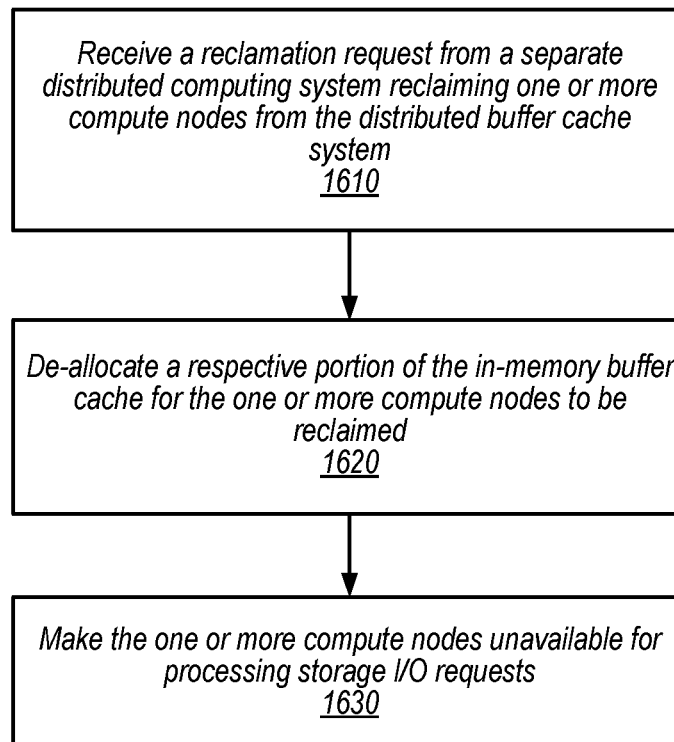 Receive a reclamation request from a separate
distributed computing system reclaiming one or more
compute nodes from the distributed buffer cache
system
1610
De-allocate a respective portion of the in-memory buffer
cache for the one or more compute nodes to be
reclaimed
1620
Make the one or more compute nodes unavailable for
processing storage I/O requests
1630